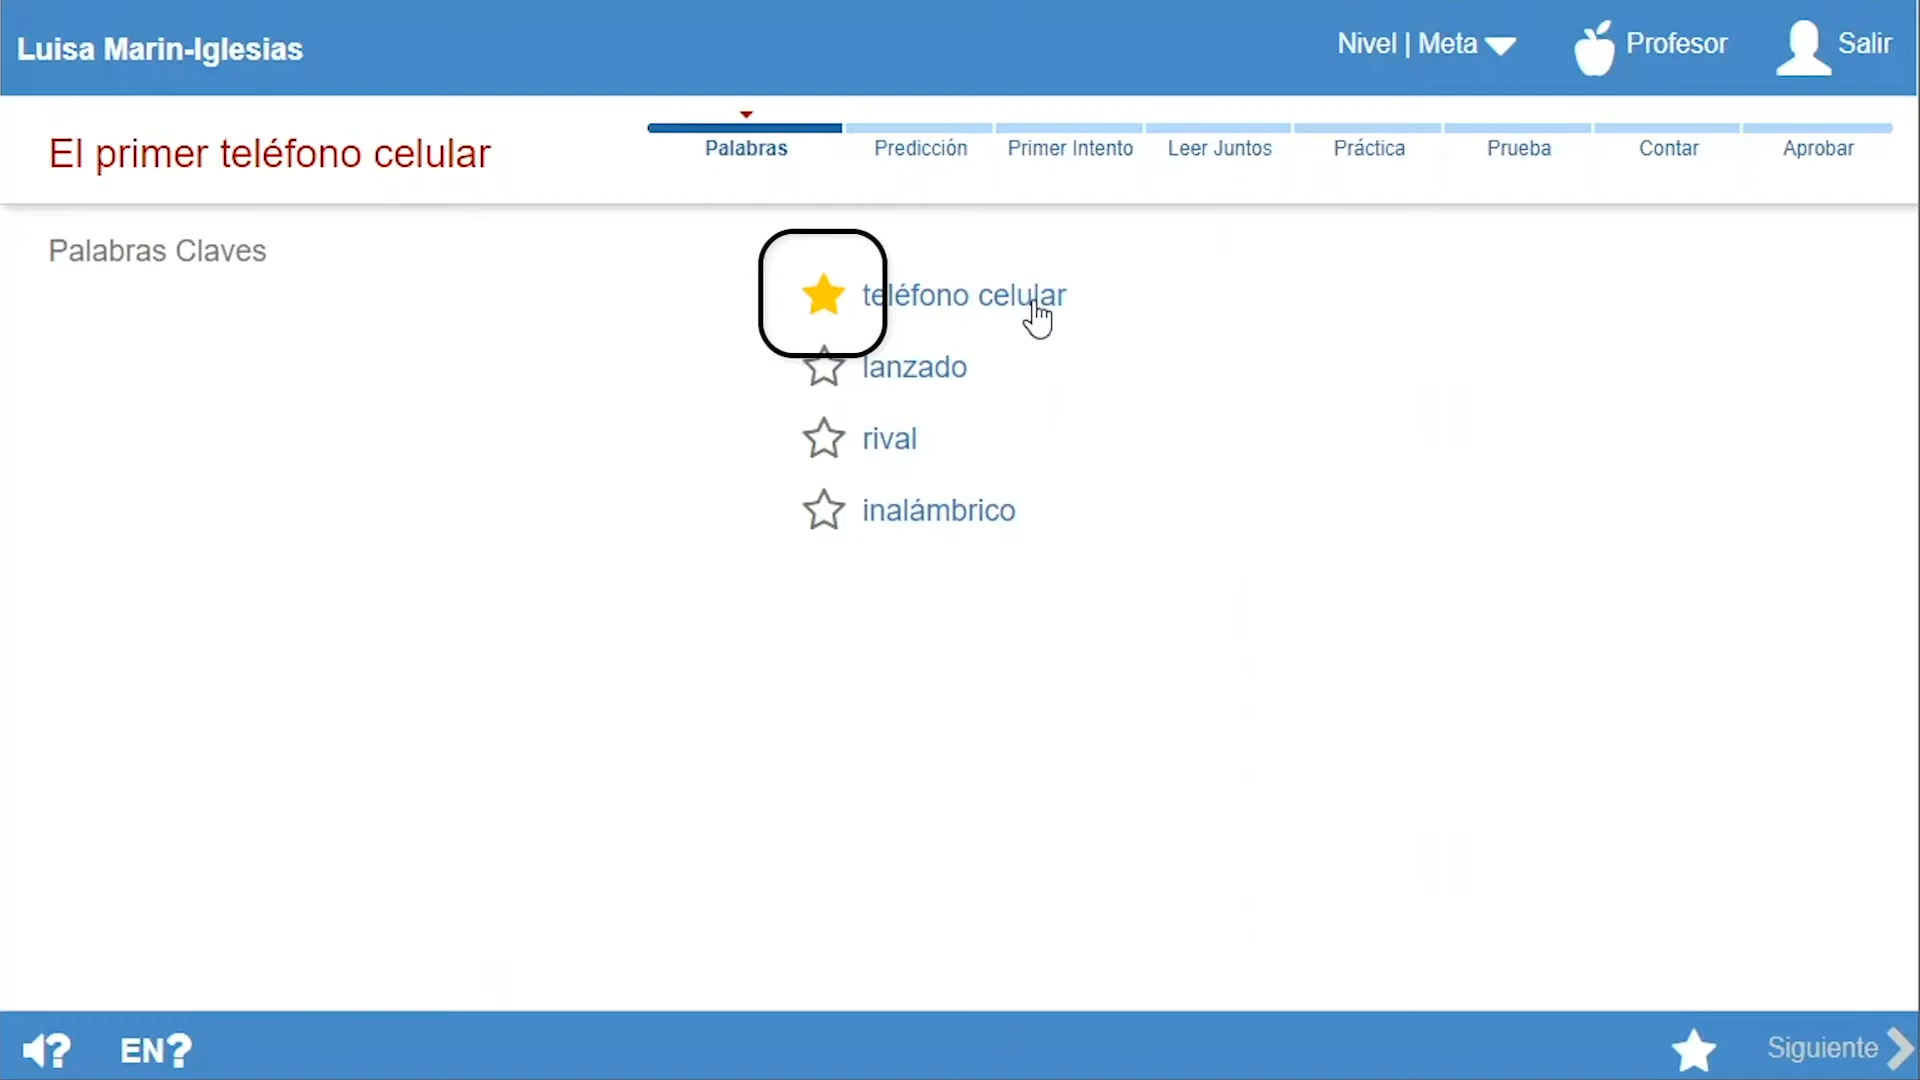 Luisa Marin-Iglesias
Nivel | Meta
Profesor
Salir
El primer teléfono celular
Palabras
Predicción
Primer Intento
Leer Juntos
Práctica
Prueba
Contar
Aprobar
Palabras Claves
teléfono celular
lanzado
rival
inalámbrico
?
EN?
Siguiente